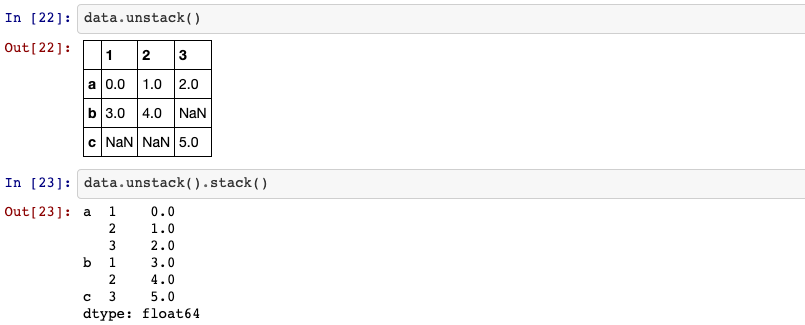 In [22]: data.unstack()
Out[22]:
1 2 3
a 0.0 1.0 2.0
b 3.0 4.0 NaN
c NaN NaN 5.0
In [23]: data.unstack().stack()
Out[23]: a 1 0.0
2 1.0
3 2.0
b 1 3.0
2 4.0
c 3 5.0
dtype: float64